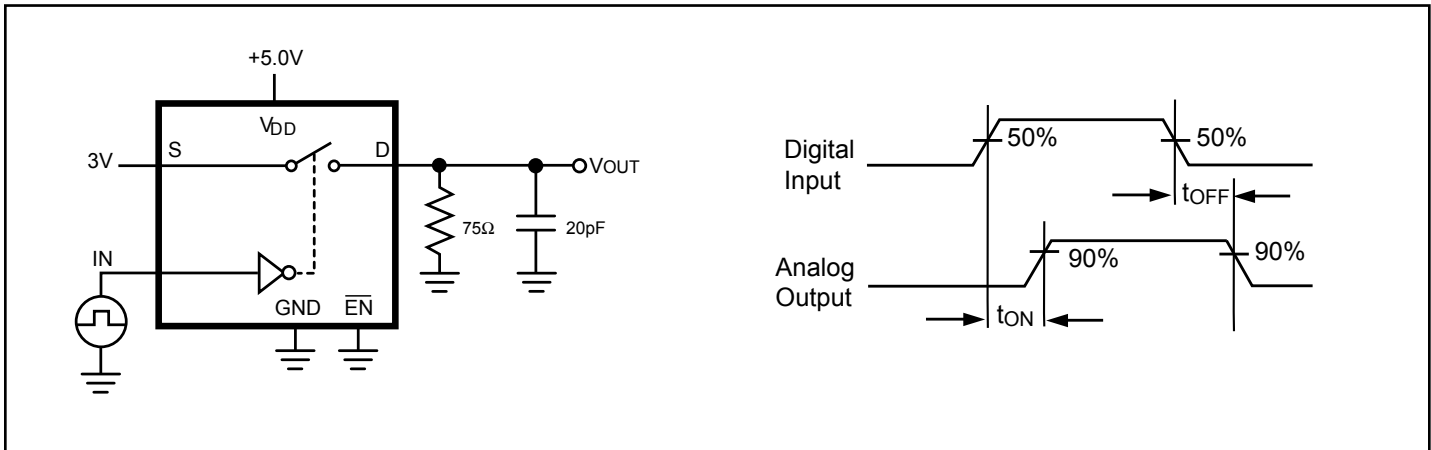 +5.0V
VDD
S
D
3V
VOUT
75Ω
20pF
IN
GND
EN
Digital
Input
50%
50%
tOFF
Analog
Output
90%
90%
tON